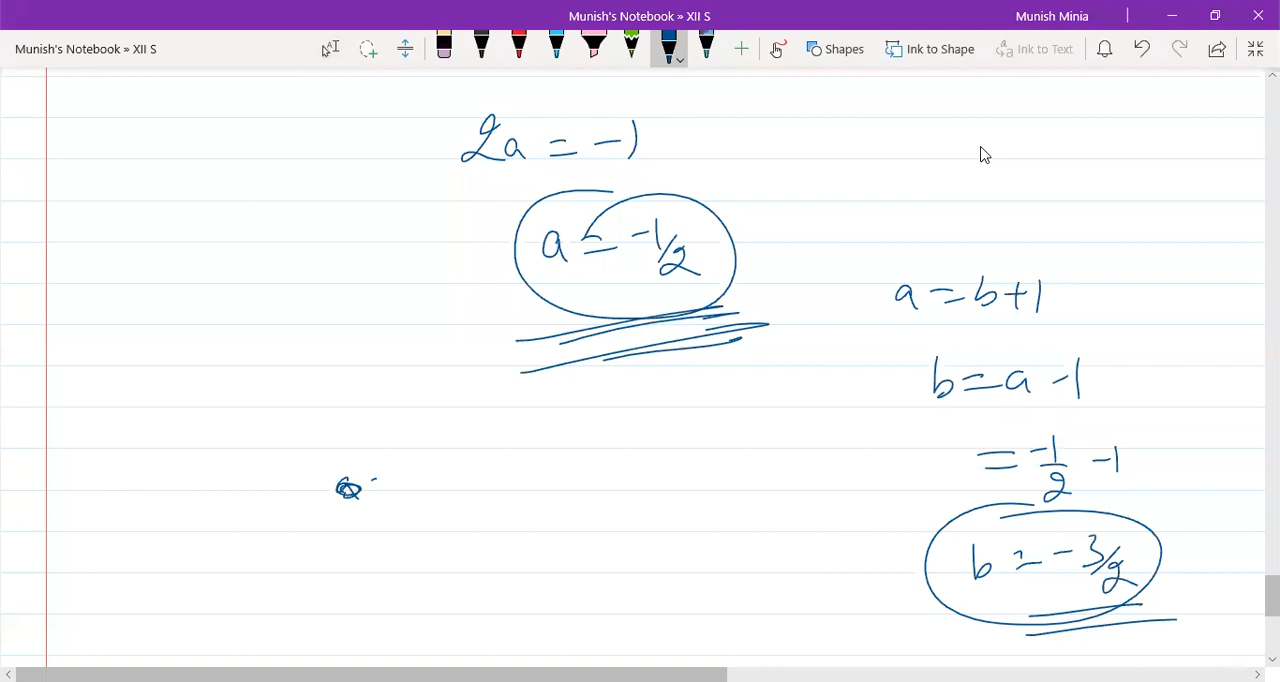 Munish's Notebook » XII S
Munish Minia
Munish's Notebook » XII S
Shapes
Ink to Shape
Ink to Text
2a = -1
a = -1/2
a = b+1
b = a -1
= -1/2 -1
b = -3/2